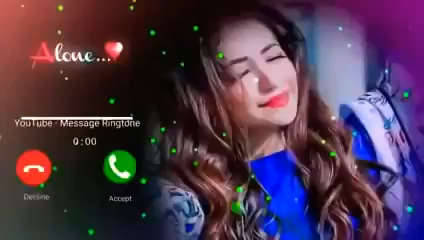 Alone...
YouTube - Message Ringtone
0:00
Decline
Accept